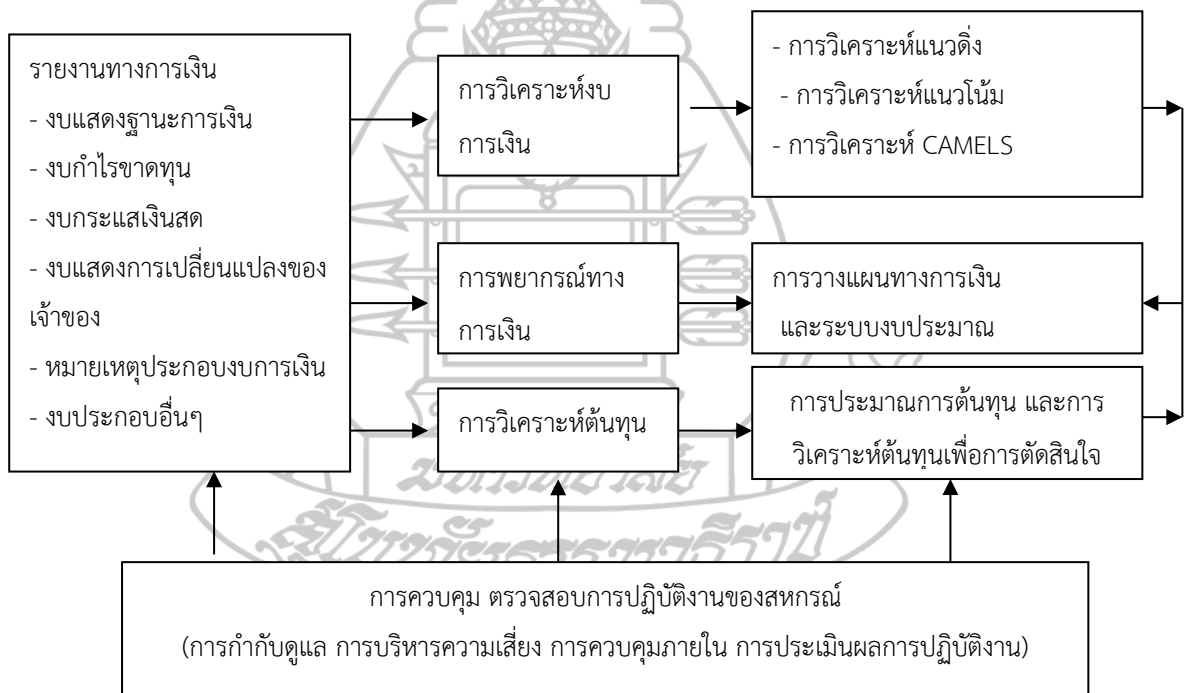 รายงานทางการเงิน
- งบแสดงฐานะการเงิน
- งบกำไรขาดทุน
- งบกระแสเงินสด
- งบแสดงการเปลี่ยนแปลงของ
เจ้าของ
- หมายเหตุประกอบงบการเงิน
- งบประกอบอื่นๆ
การวิเคราะห์งบ
การเงิน
- การวิเคราะห์แนวดิ่ง
- การวิเคราะห์แนวโน้ม
- การวิเคราะห์ CAMELS
การพยากรณ์ทาง
การเงิน
การวางแผนทางการเงิน
และระบบงบประมาณ
การวิเคราะห์ต้นทุน
การประมาณการต้นทุน และการ
วิเคราะห์ต้นทุนเพื่อการตัดสินใจ
การควบคุม ตรวจสอบการปฏิบัติงานของสหกรณ์
(การกำกับดูแล การบริหารความเสี่ยง การควบคุมภายใน การประเมินผลการปฏิบัติงาน)